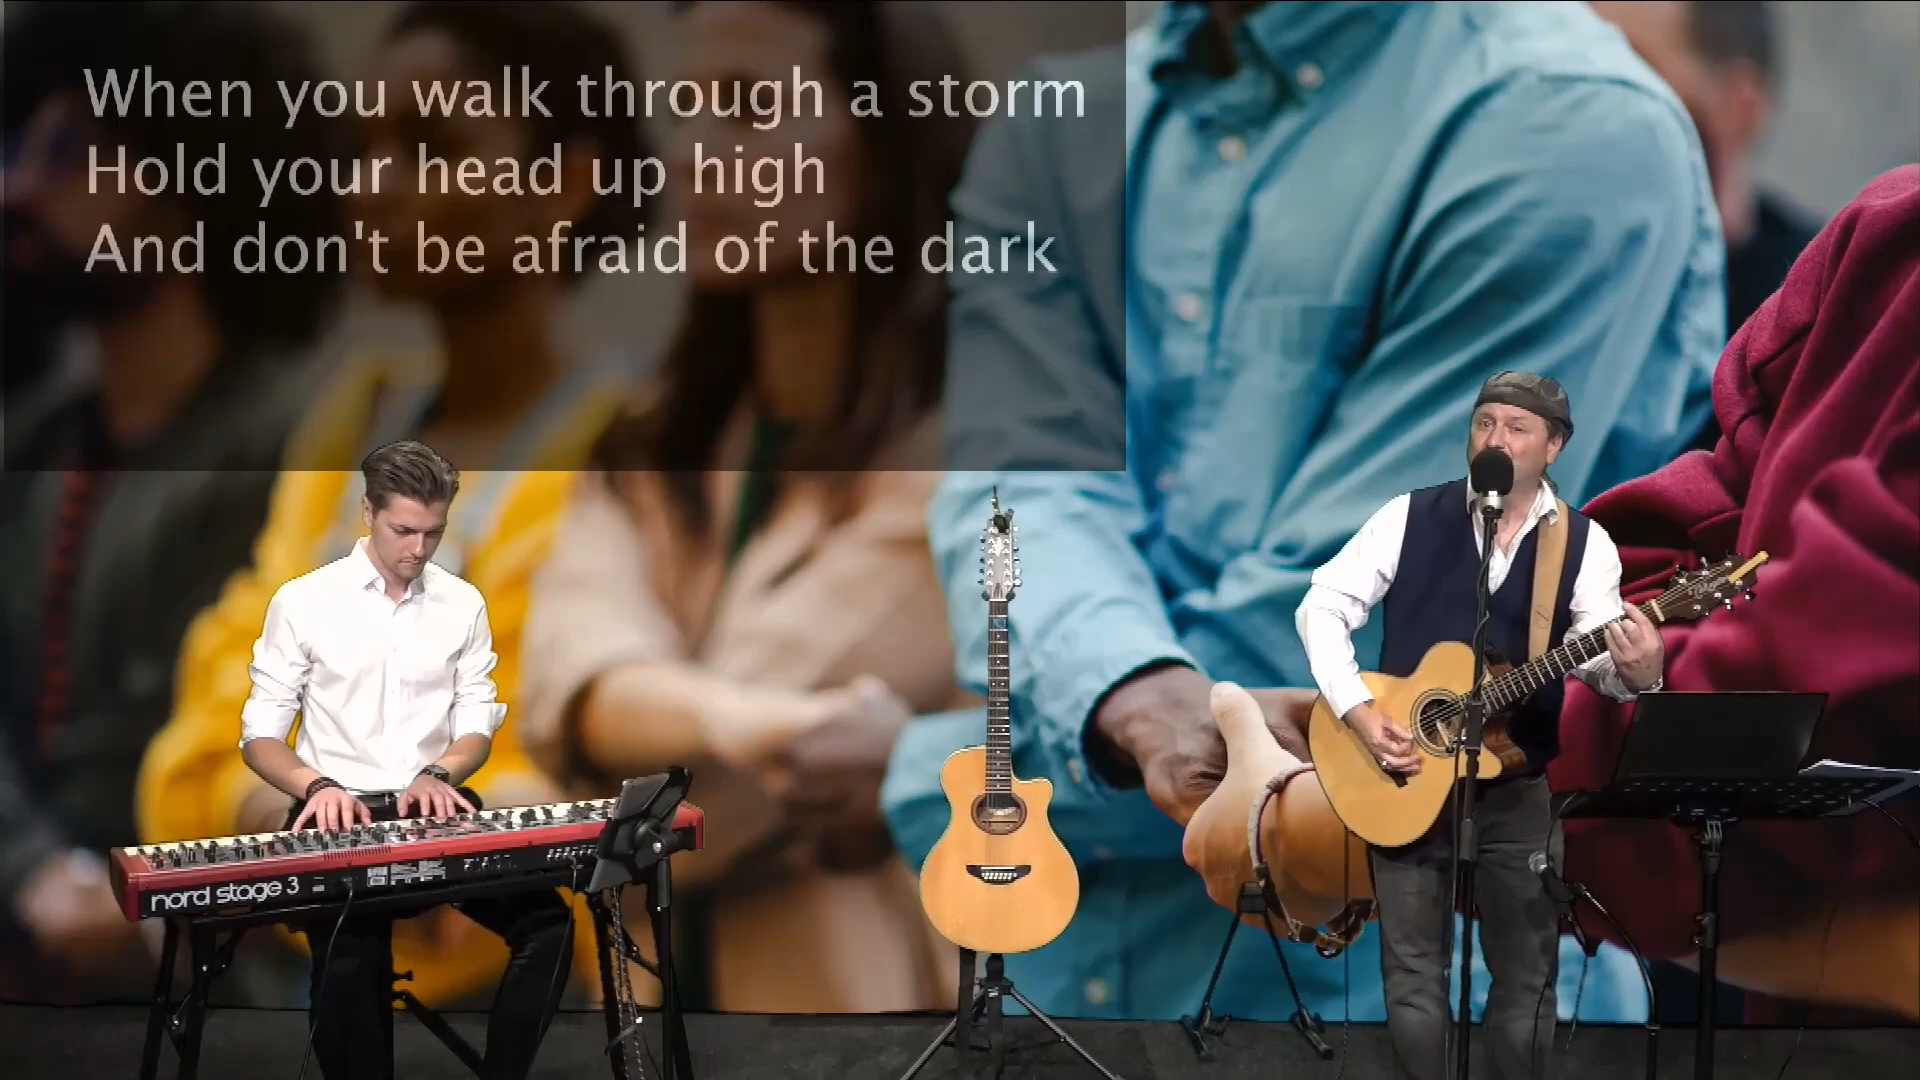 When you walk through a storm
Hold your head up high
And don't be afraid of the dark
nord stage 3